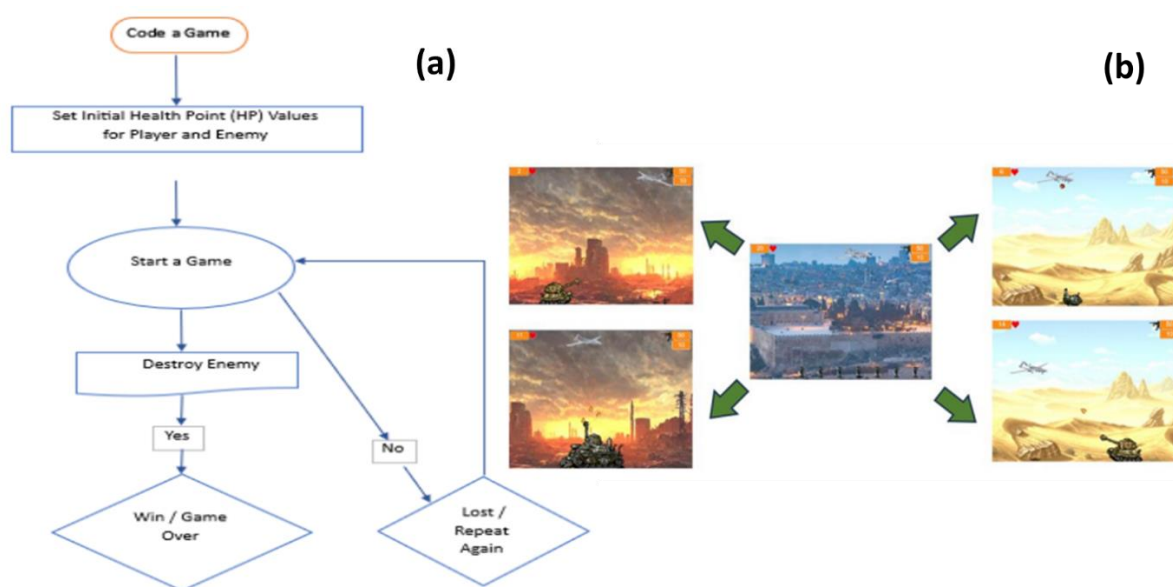 Code a Game
(a)
(b)
Set Initial Health Point (HP) Values
for Player and Enemy
Start a Game
Destroy Enemy
Yes
No
Win / Game
Over
Lost /
Repeat
Again